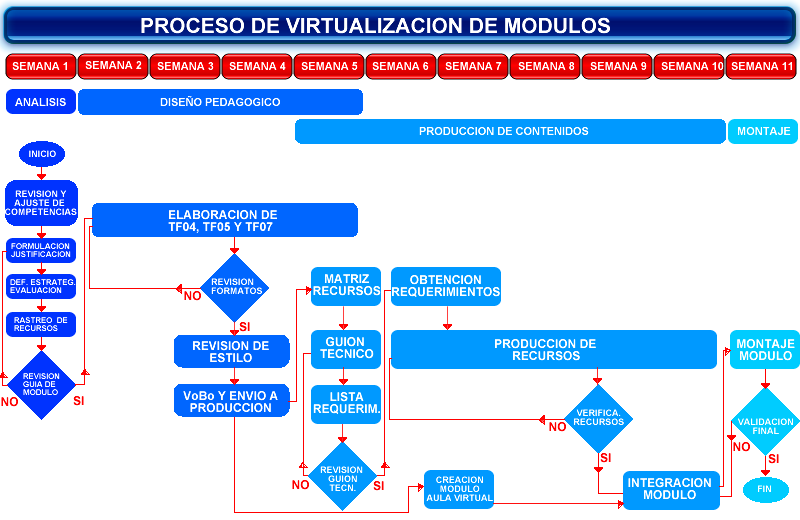 PROCESO DE VIRTUALIZACION DE MODULOS
SEMANA 1
SEMANA 2
SEMANA 3
SEMANA 4
SEMANA 5
SEMANA 6
SEMANA 7
SEMANA 8
SEMANA 9
SEMANA 10
SEMANA 11
ANALISIS
DISEÑO PEDAGOGICO
PRODUCCION DE CONTENIDOS
MONTAJE
INICIO
REVISION Y
AJUSTE DE
COMPETENCIAS
FORMULACION
JUSTIFICACION
DEF. ESTRATEG.
EVALUACION
RASTREO DE
RECURSOS
REVISION
GUIA DE
MODULO
NO
SI
ELABORACION DE
TF04, TF05 Y TF07
REVISION
FORMATOS
NO
SI
REVISION DE
ESTILO
VoBo Y ENVIO A
PRODUCCION
MATRIZ
RECURSOS
GUION
TECNICO
LISTA
REQUERIM.
REVISION
GUION
TECN.
NO
SI
OBTENCION
REQUERIMIENTOS
PRODUCCION DE
RECURSOS
VERIFICA.
RECURSOS
NO
SI
CREACION
MODULO
AULA VIRTUAL
INTEGRACION
MODULO
MONTAJE
MODULO
VALIDACION
FINAL
NO
SI
FIN